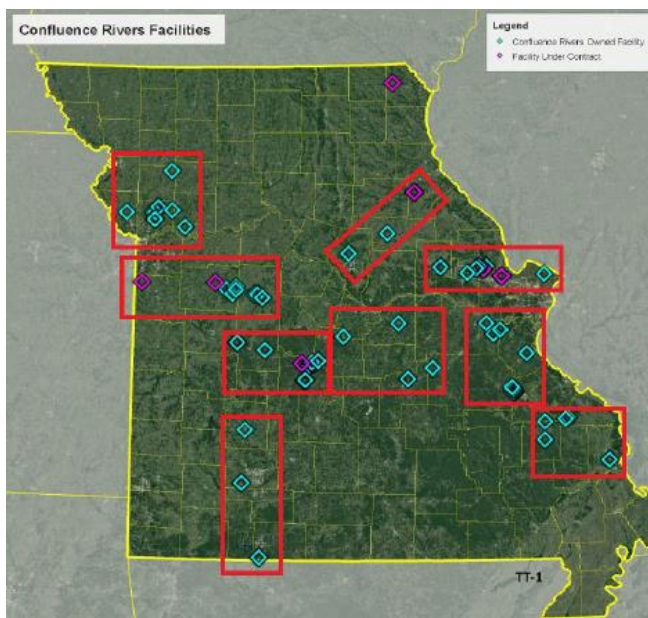 Confluence Rivers Facilities
Legend
Confluence Rivers Owned Facility
Facility Under Contract
TT-1